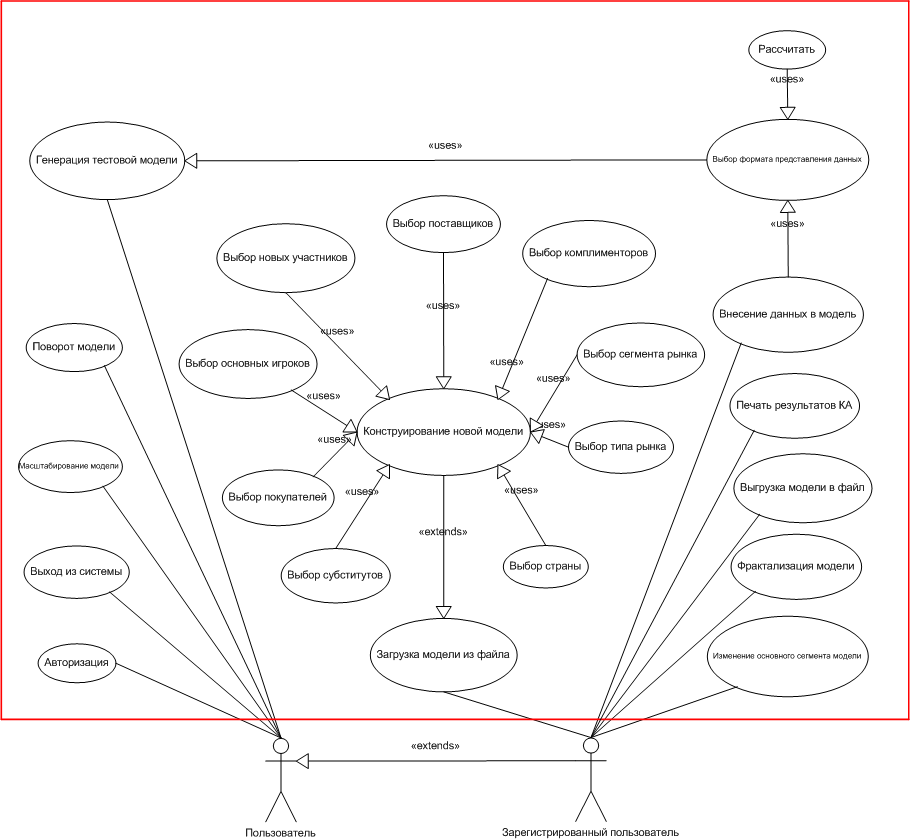 Рассчитать
«uses»
«uses»
Генерация тестовой модели
Выбор формата представления данных
Выбор поставщиков
«uses»
Выбор новых участников
Выбор комплименторов
«uses»
Внесение данных в модель
«uses»
Поворот модели
Выбор сегмента рынка
Выбор основных игроков
«uses»
«uses»
«uses»
Печать результатов КА
«uses»
Конструирование новой модели
Выбор типа рынка
«uses»
Масштабирование модели
Выбор покупателей
«uses»
«uses»
Выгрузка модели в файл
«extends»
Выход из системы
Выбор субститутов
Выбор страны
Фрактализация модели
Авторизация
Загрузка модели из файла
Изменение основного сегмента модели
«extends»
Пользователь
Зарегистрированный пользователь